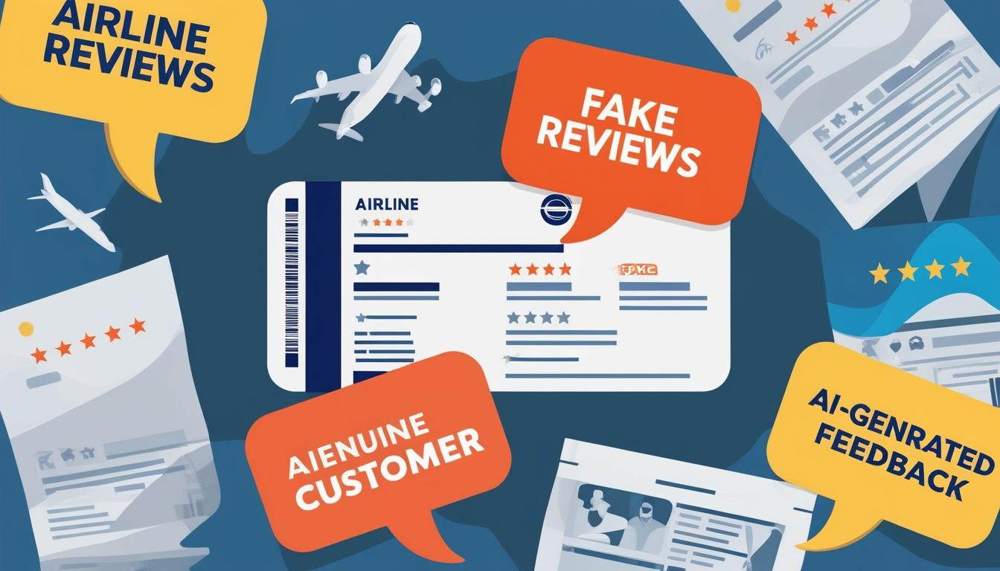 AIRLINE
REVIEWS
FAKE
REVIEWS
AIRLINE
AIENUINE
CUSTOMER
AI-GENRATED
FEEDBACK